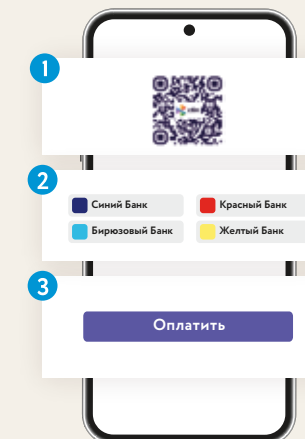 1
2
Синий Банк
Красный Банк
Бирюзовый Банк
Желтый Банк
3
Оплатить